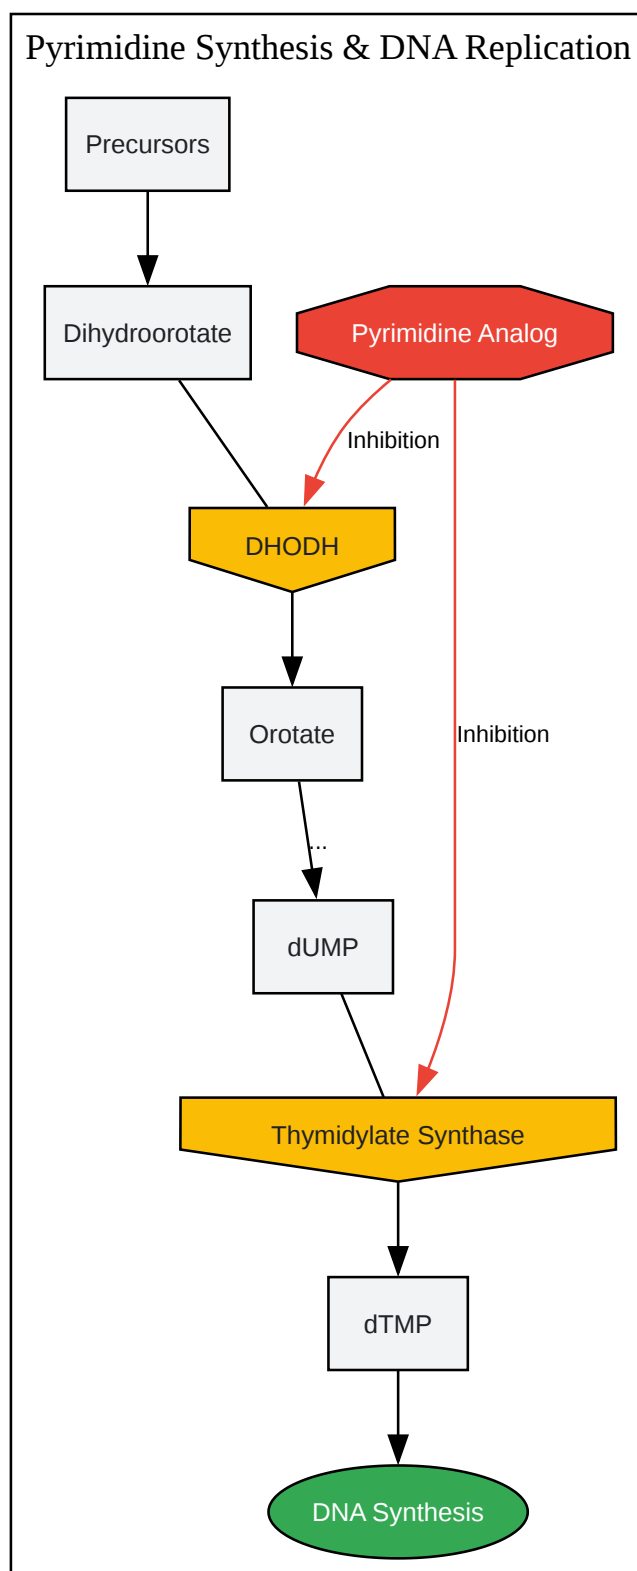 Pyrimidine Synthesis & DNA Replication
Precursors
Dihydroorotate
Pyrimidine Analog
Inhibition
DHODH
Orotate
Inhibition
...
dUMP
Thymidylate Synthase
dTMP
DNA Synthesis